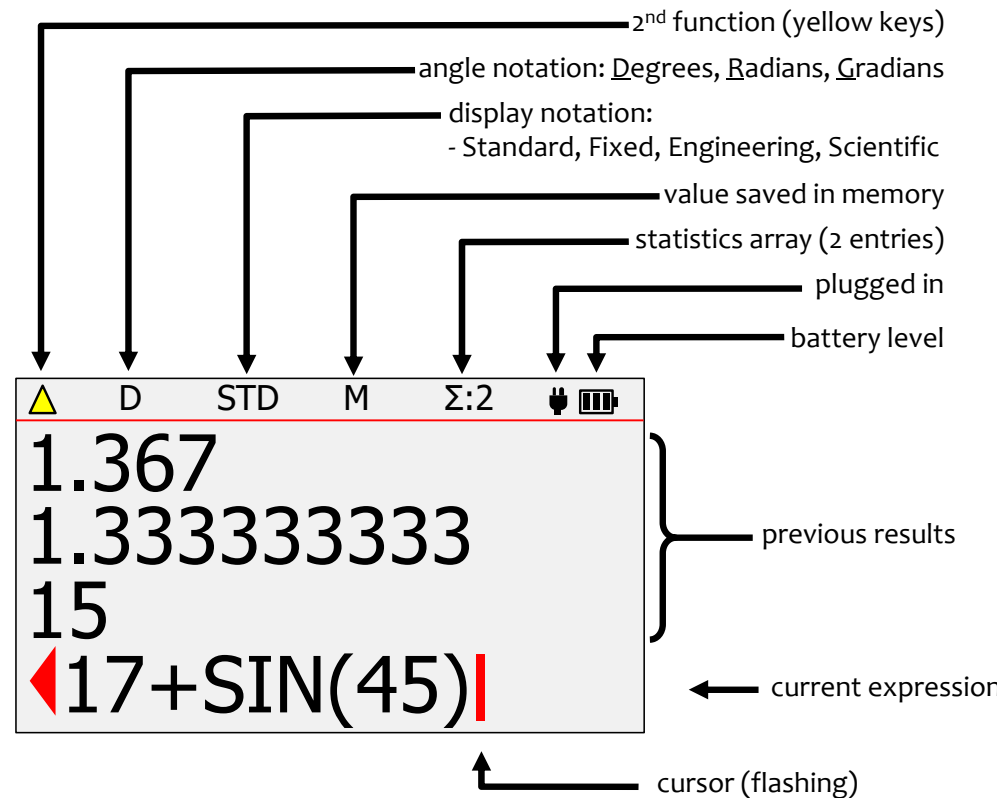 2nd function (yellow keys)
angle notation: Degrees, Radians, Gradians
display notation:
- Standard, Fixed, Engineering, Scientific
value saved in memory
statistics array (2 entries)
plugged in
battery level
D STD M Σ:2
1.367
1.333333333
15
17+SIN(45)
previous results
current expression
cursor (flashing)